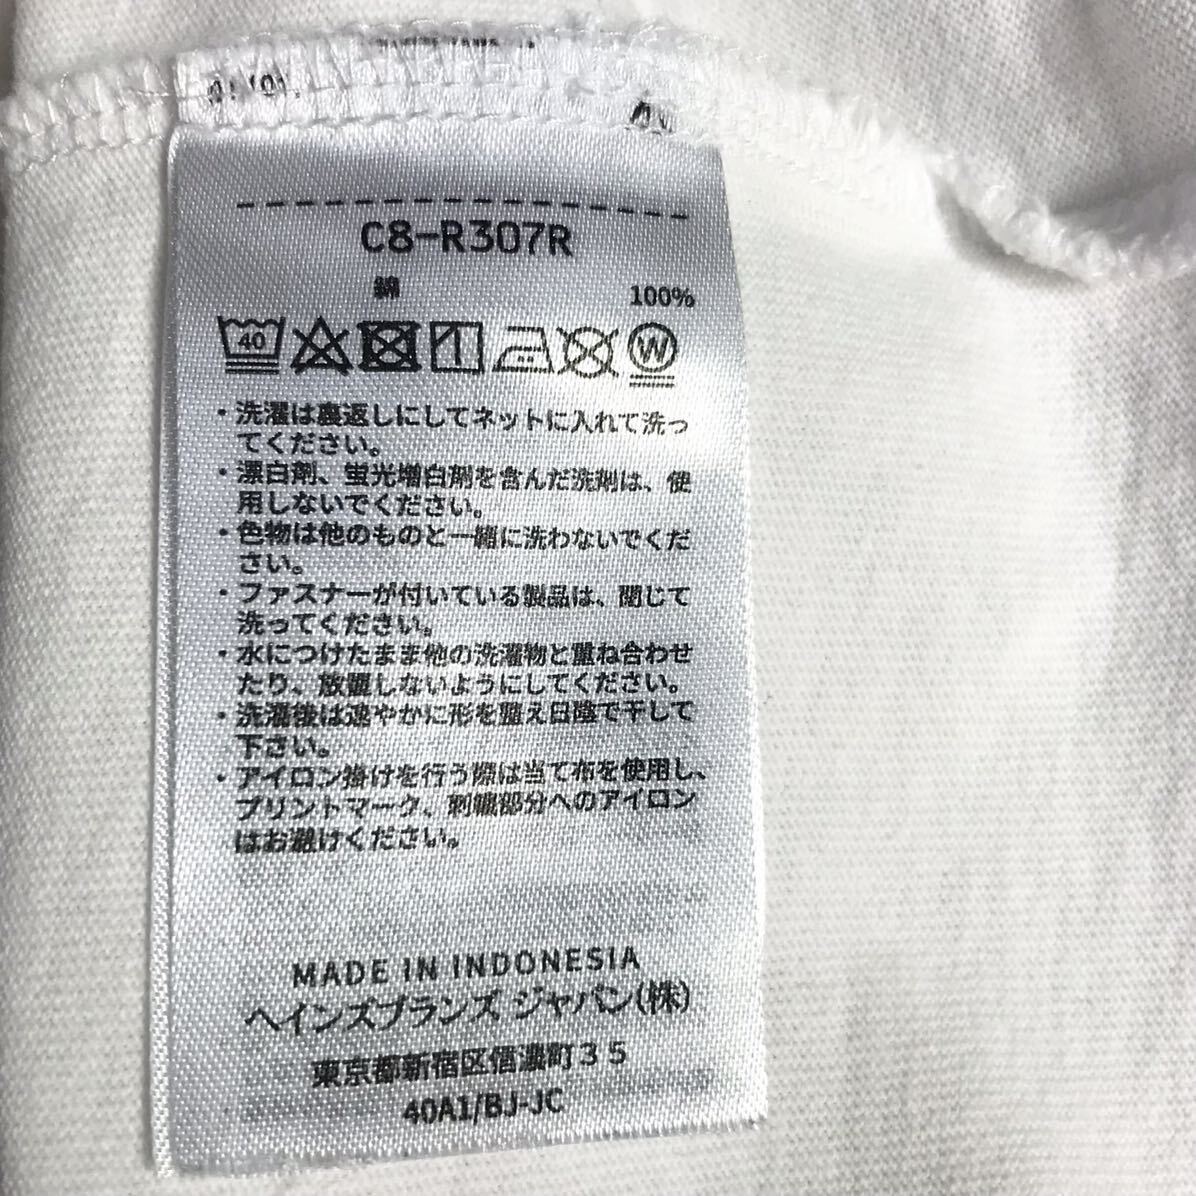 C8-R307R
綿 100%
40
W
・洗濯は裏返しにしてネットに入れて洗っ
てください。
・漂白剤、蛍光増白剤を含んだ洗剤は、使
用しないでください。
・色物は他のものと一緒に洗わないでくだ
さい。
・ファスナーが付いている製品は、閉じて
洗ってください。
・水につけたまま他の洗濯物と重ね合わせ
たり、放置しないようにしてください。
・洗濯後は速やかに形を整え日陰で干して
下さい。
・アイロン掛けを行う際は当て布を使用し、
プリントマーク、刺繍部分へのアイロン
はお避けください。
MADE IN INDONESIA
ヘインズブランズ ジャパン(株)
東京都新宿区信濃町３５
40A1/BJ-JC